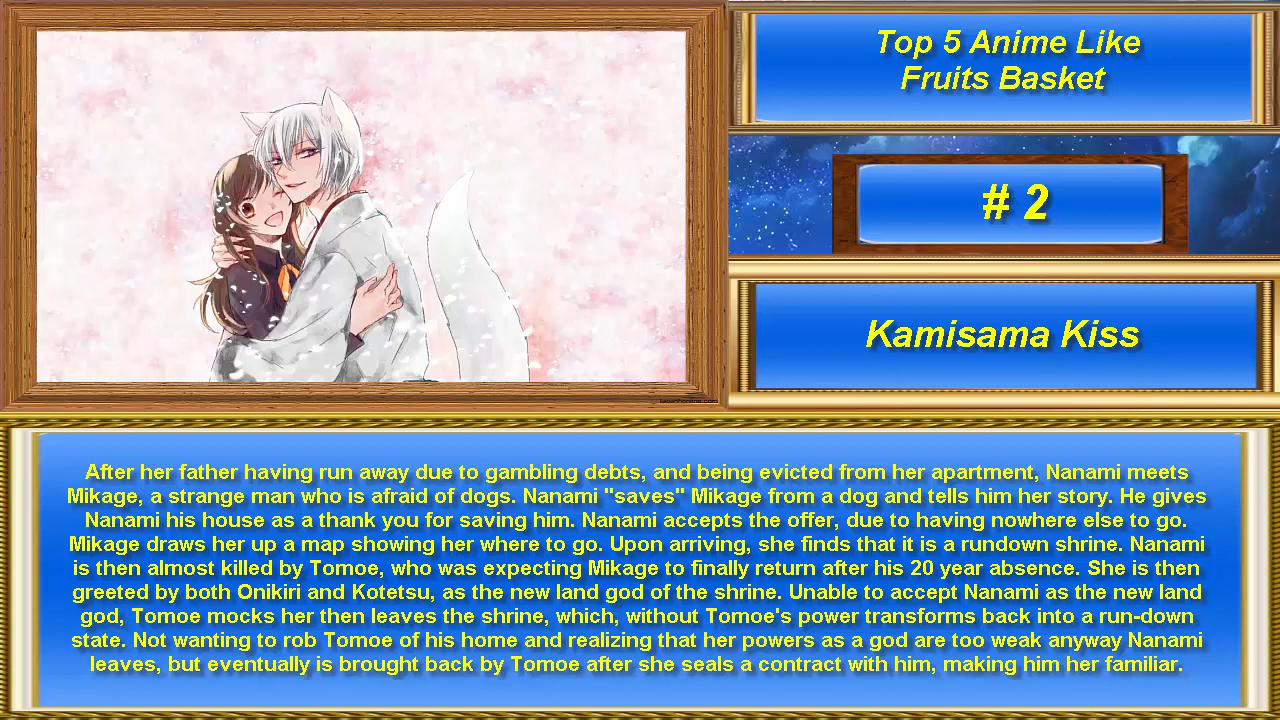 Top 5 Anime Like
Fruits Basket
# 2
Kamisama Kiss
After her father having run away due to gambling debts, and being evicted from her apartment, Nanami meets
Mikage, a strange man who is afraid of dogs. Nanami "saves" Mikage from a dog and tells him her story. He gives
Nanami his house as a thank you for saving him. Nanami accepts the offer, due to having nowhere else to go.
Mikage draws her up a map showing her where to go. Upon arriving, she finds that it is a rundown shrine. Nanami
is then almost killed by Tomoe, who was expecting Mikage to finally return after his 20 year absence. She is then
greeted by both Onikiri and Kotetsu, as the new land god of the shrine. Unable to accept Nanami as the new land
god, Tomoe mocks her then leaves the shrine, which, without Tomoe's power transforms back into a run-down
state. Not wanting to rob Tomoe of his home and realizing that her powers as a god are too weak anyway Nanami
leaves, but eventually is brought back by Tomoe after she seals a contract with him, making him her familiar.